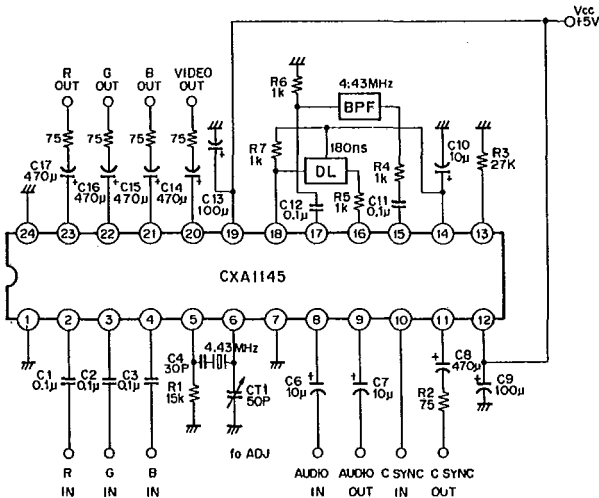 Vcc
+5V
R OUT
G OUT
B OUT
VIDEO OUT
R6 1k
4.43MHz
BPF
75
75
75
75
C17 470μ
C16 470μ
C15 470μ
C14 470μ
C13 100μ
R7 1k
180ns
DL
R4 1k
C10 10μ
R3 27K
R5 1k
C12 0.1μ
C11 0.1μ
24
23
22
21
20
19
18
17
16
15
14
13
CXA1145
1
2
3
4
5
6
7
8
9
10
11
12
C1 0.1μ
C2 0.1μ
C3 0.1μ
C4 30P
4.43MHz
R1 15k
CT1 50P
fo ADJ
C6 10μ
C7 10μ
C8 470μ
R2 75
C9 100μ
R IN
G IN
B IN
AUDIO IN
AUDIO OUT
C SYNC IN
C SYNC OUT